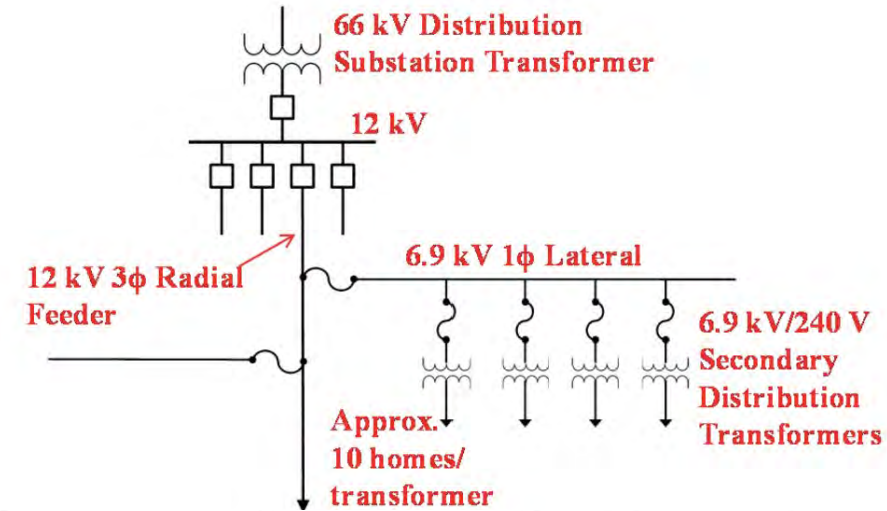 66 kV Distribution
Substation Transformer
12 kV
12 kV 3ϕ Radial
Feeder
6.9 kV 1ϕ Lateral
6.9 kV/240 V
Secondary
Distribution
Transformers
Approx.
10 homes/
transformer